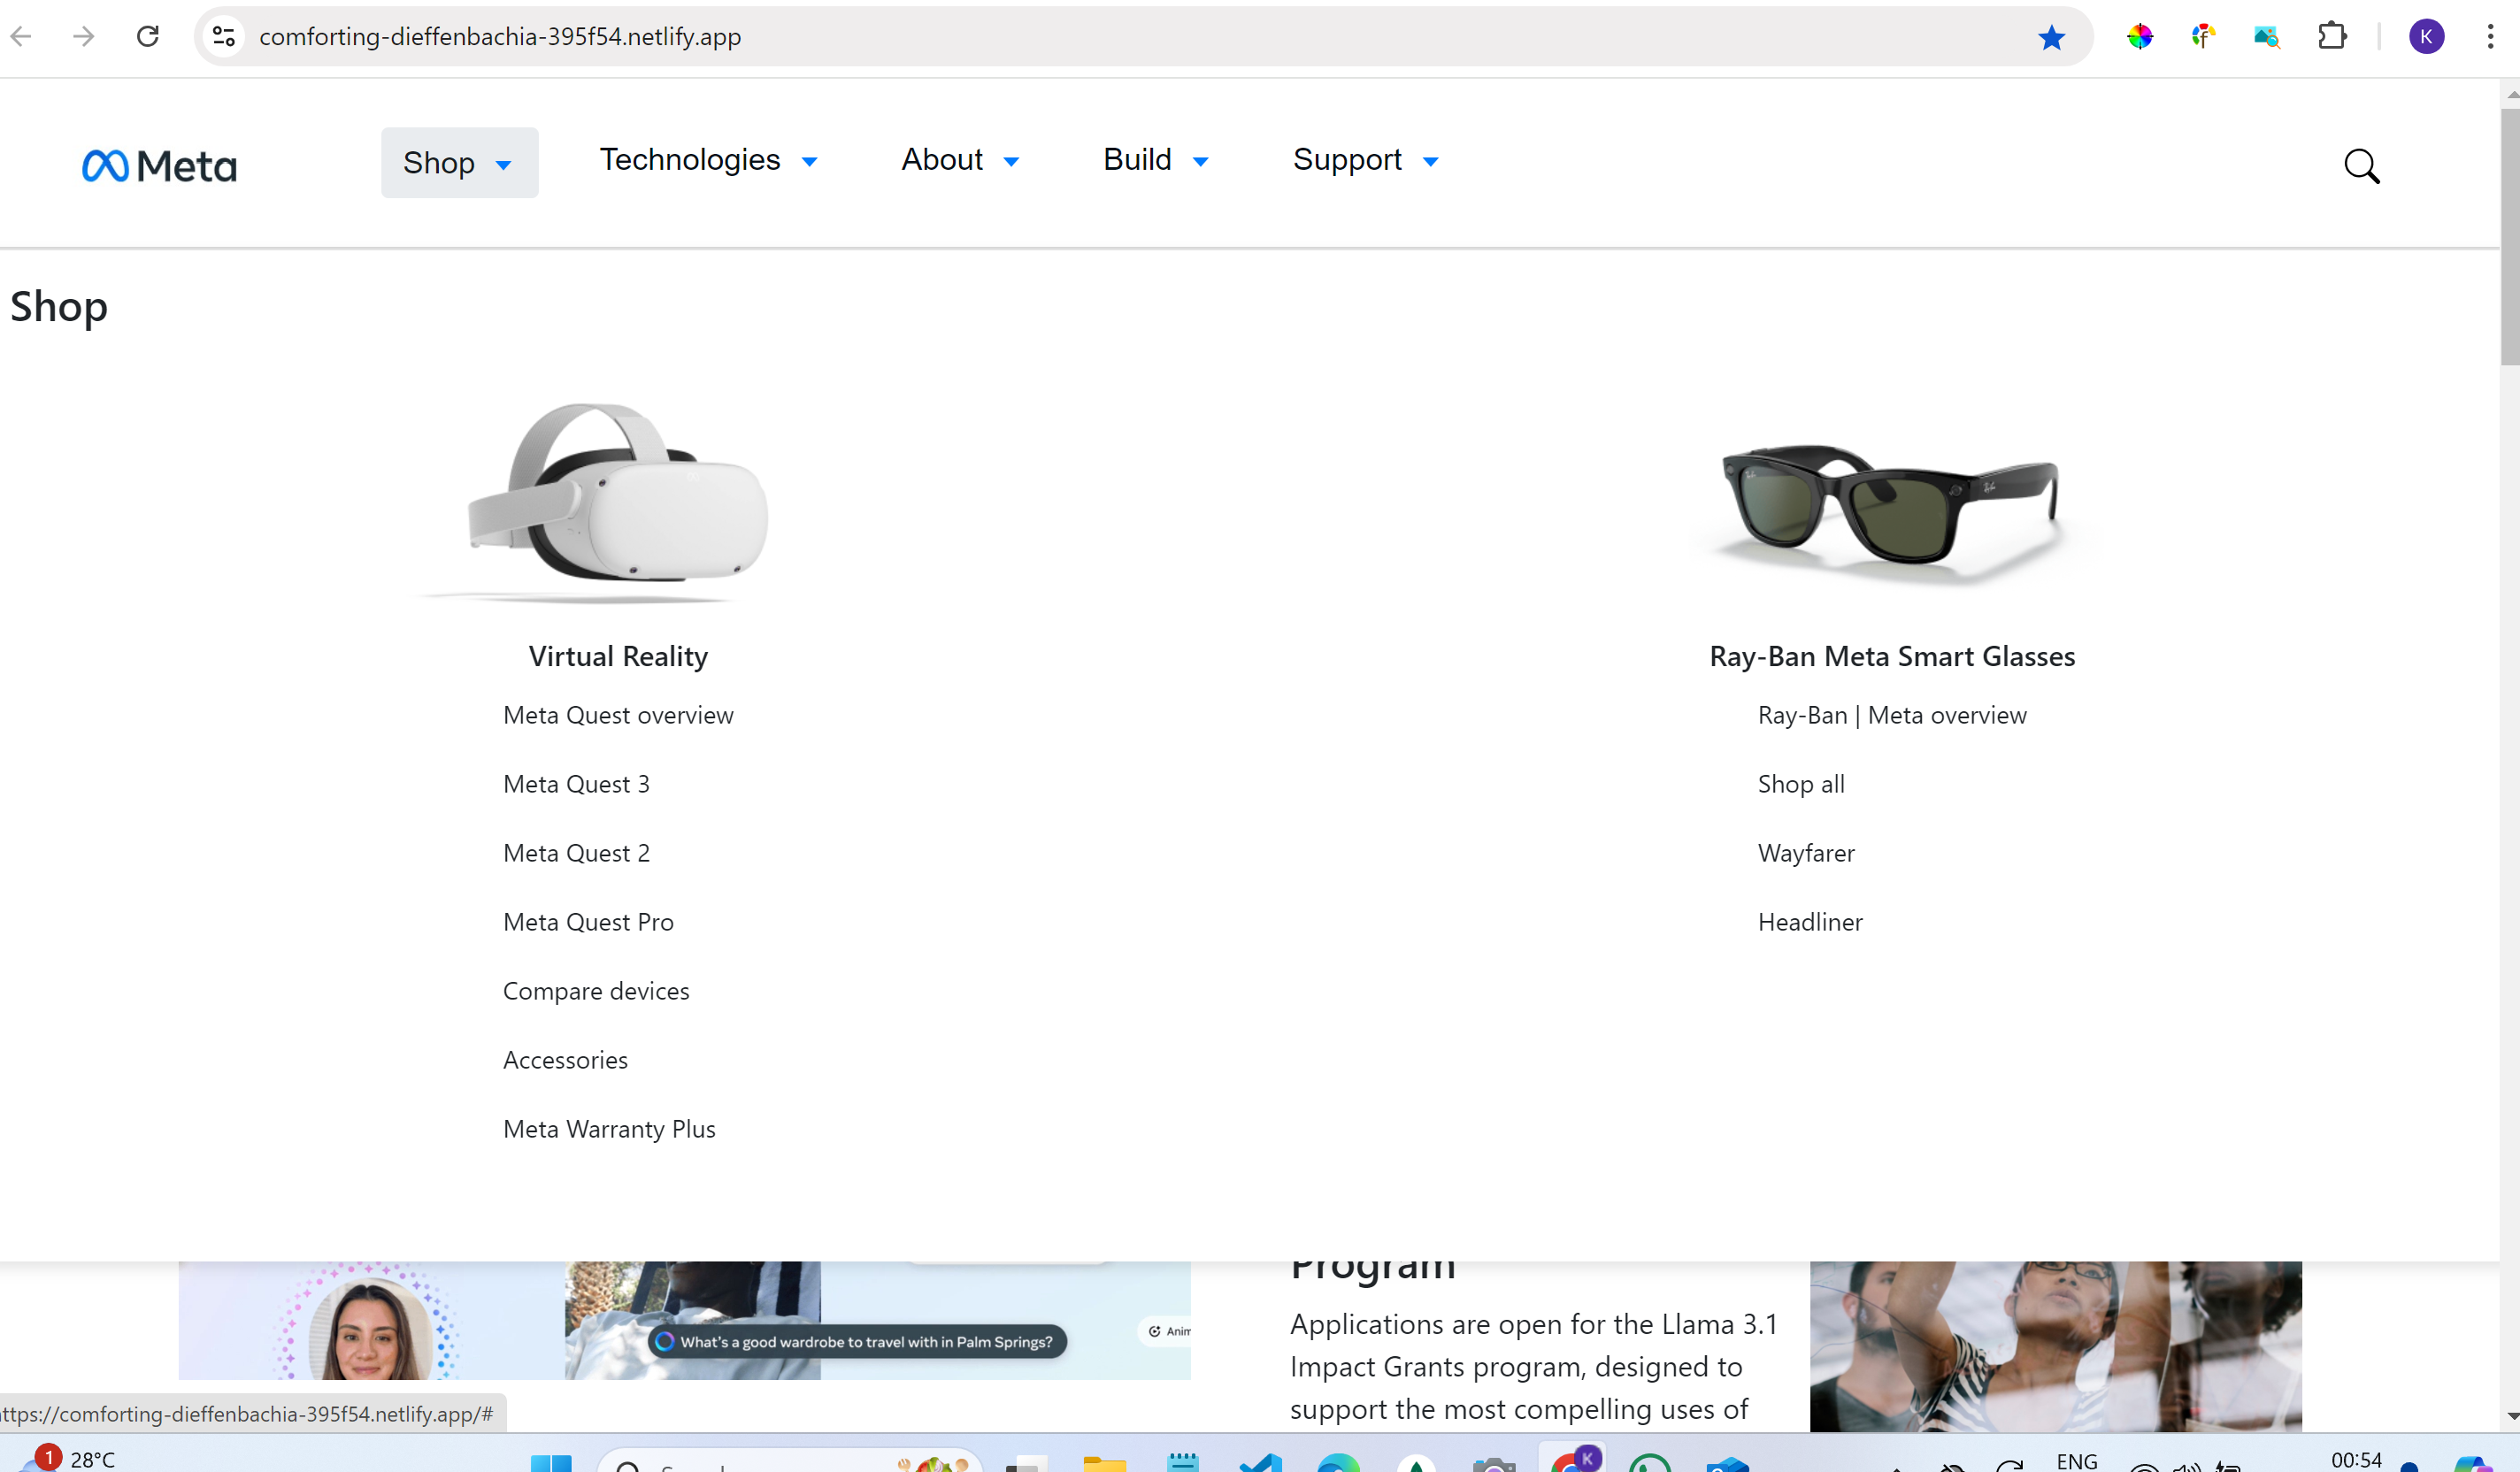 comforting-dieffenbachia-395f54.netlify.app
K
Meta
Shop
Technologies
About
Build
Support
Shop
Virtual Reality
Meta Quest overview
Meta Quest 3
Meta Quest 2
Meta Quest Pro
Compare devices
Accessories
Meta Warranty Plus
Ray-Ban Meta Smart Glasses
Ray-Ban | Meta overview
Shop all
Wayfarer
Headliner
What's a good wardrobe to travel with in Palm Springs?
Program
Applications are open for the Llama 3.1
Impact Grants program, designed to
support the most compelling uses of
ttps://comforting-dieffenbachia-395f54.netlify.app/#
1
28°C
K
ENG
00:54